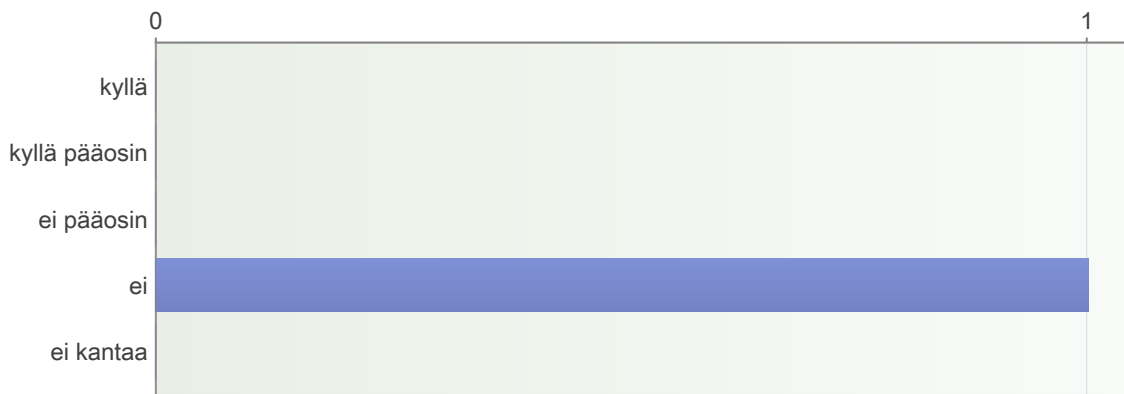 0 1
kyllä
kyllä pääosin
ei pääosin
ei
ei kantaa